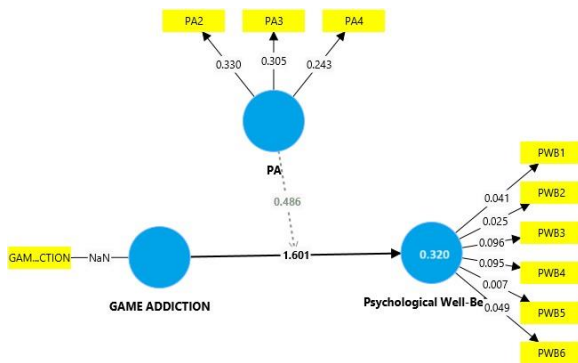 PA2
PA3
PA4
0.330
0.305
0.243
PA
0.486
GAM...CTION
NaN
GAME ADDICTION
1.601
0.320
Psychological Well-Be
0.041
0.025
0.096
0.095
0.007
0.049
PWB1
PWB2
PWB3
PWB4
PWB5
PWB6